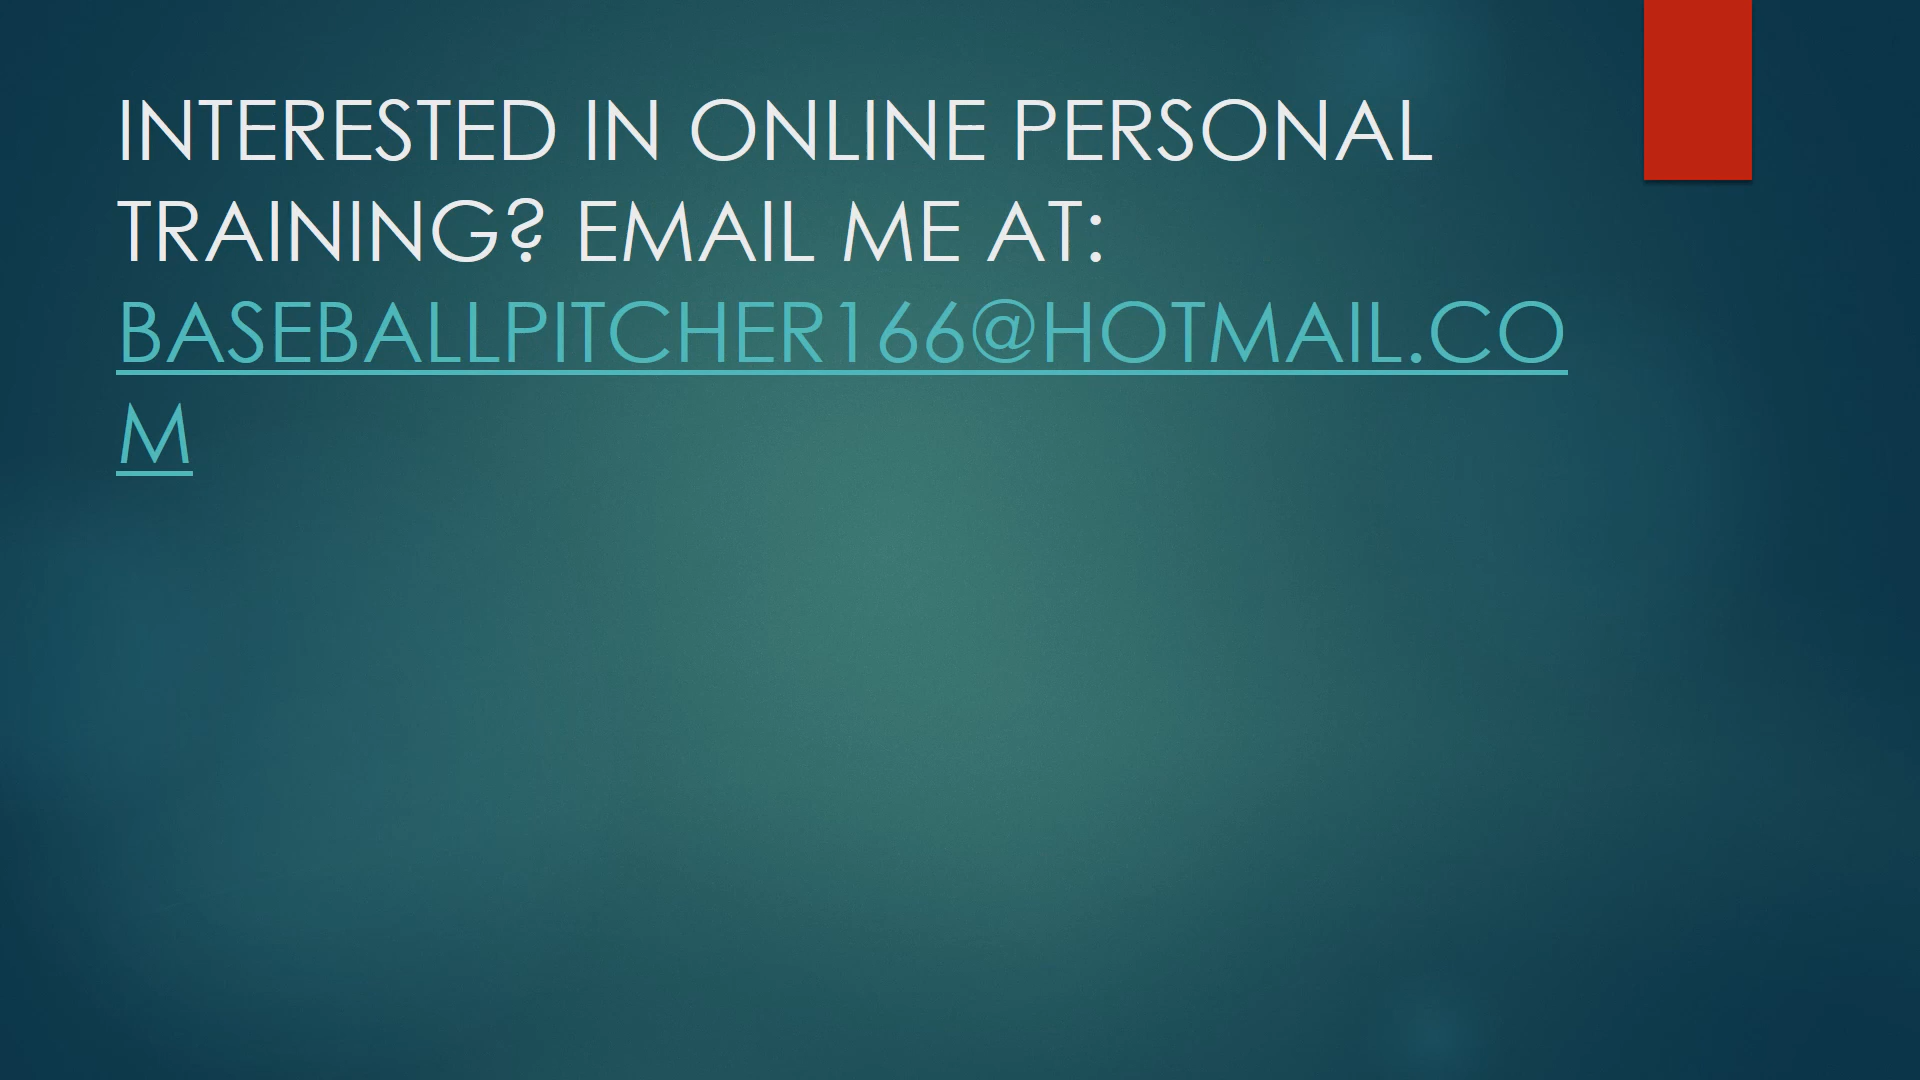 INTERESTED IN ONLINE PERSONAL
TRAINING? EMAIL ME AT:
BASEBALLPITCHER166@HOTMAIL.CO
M